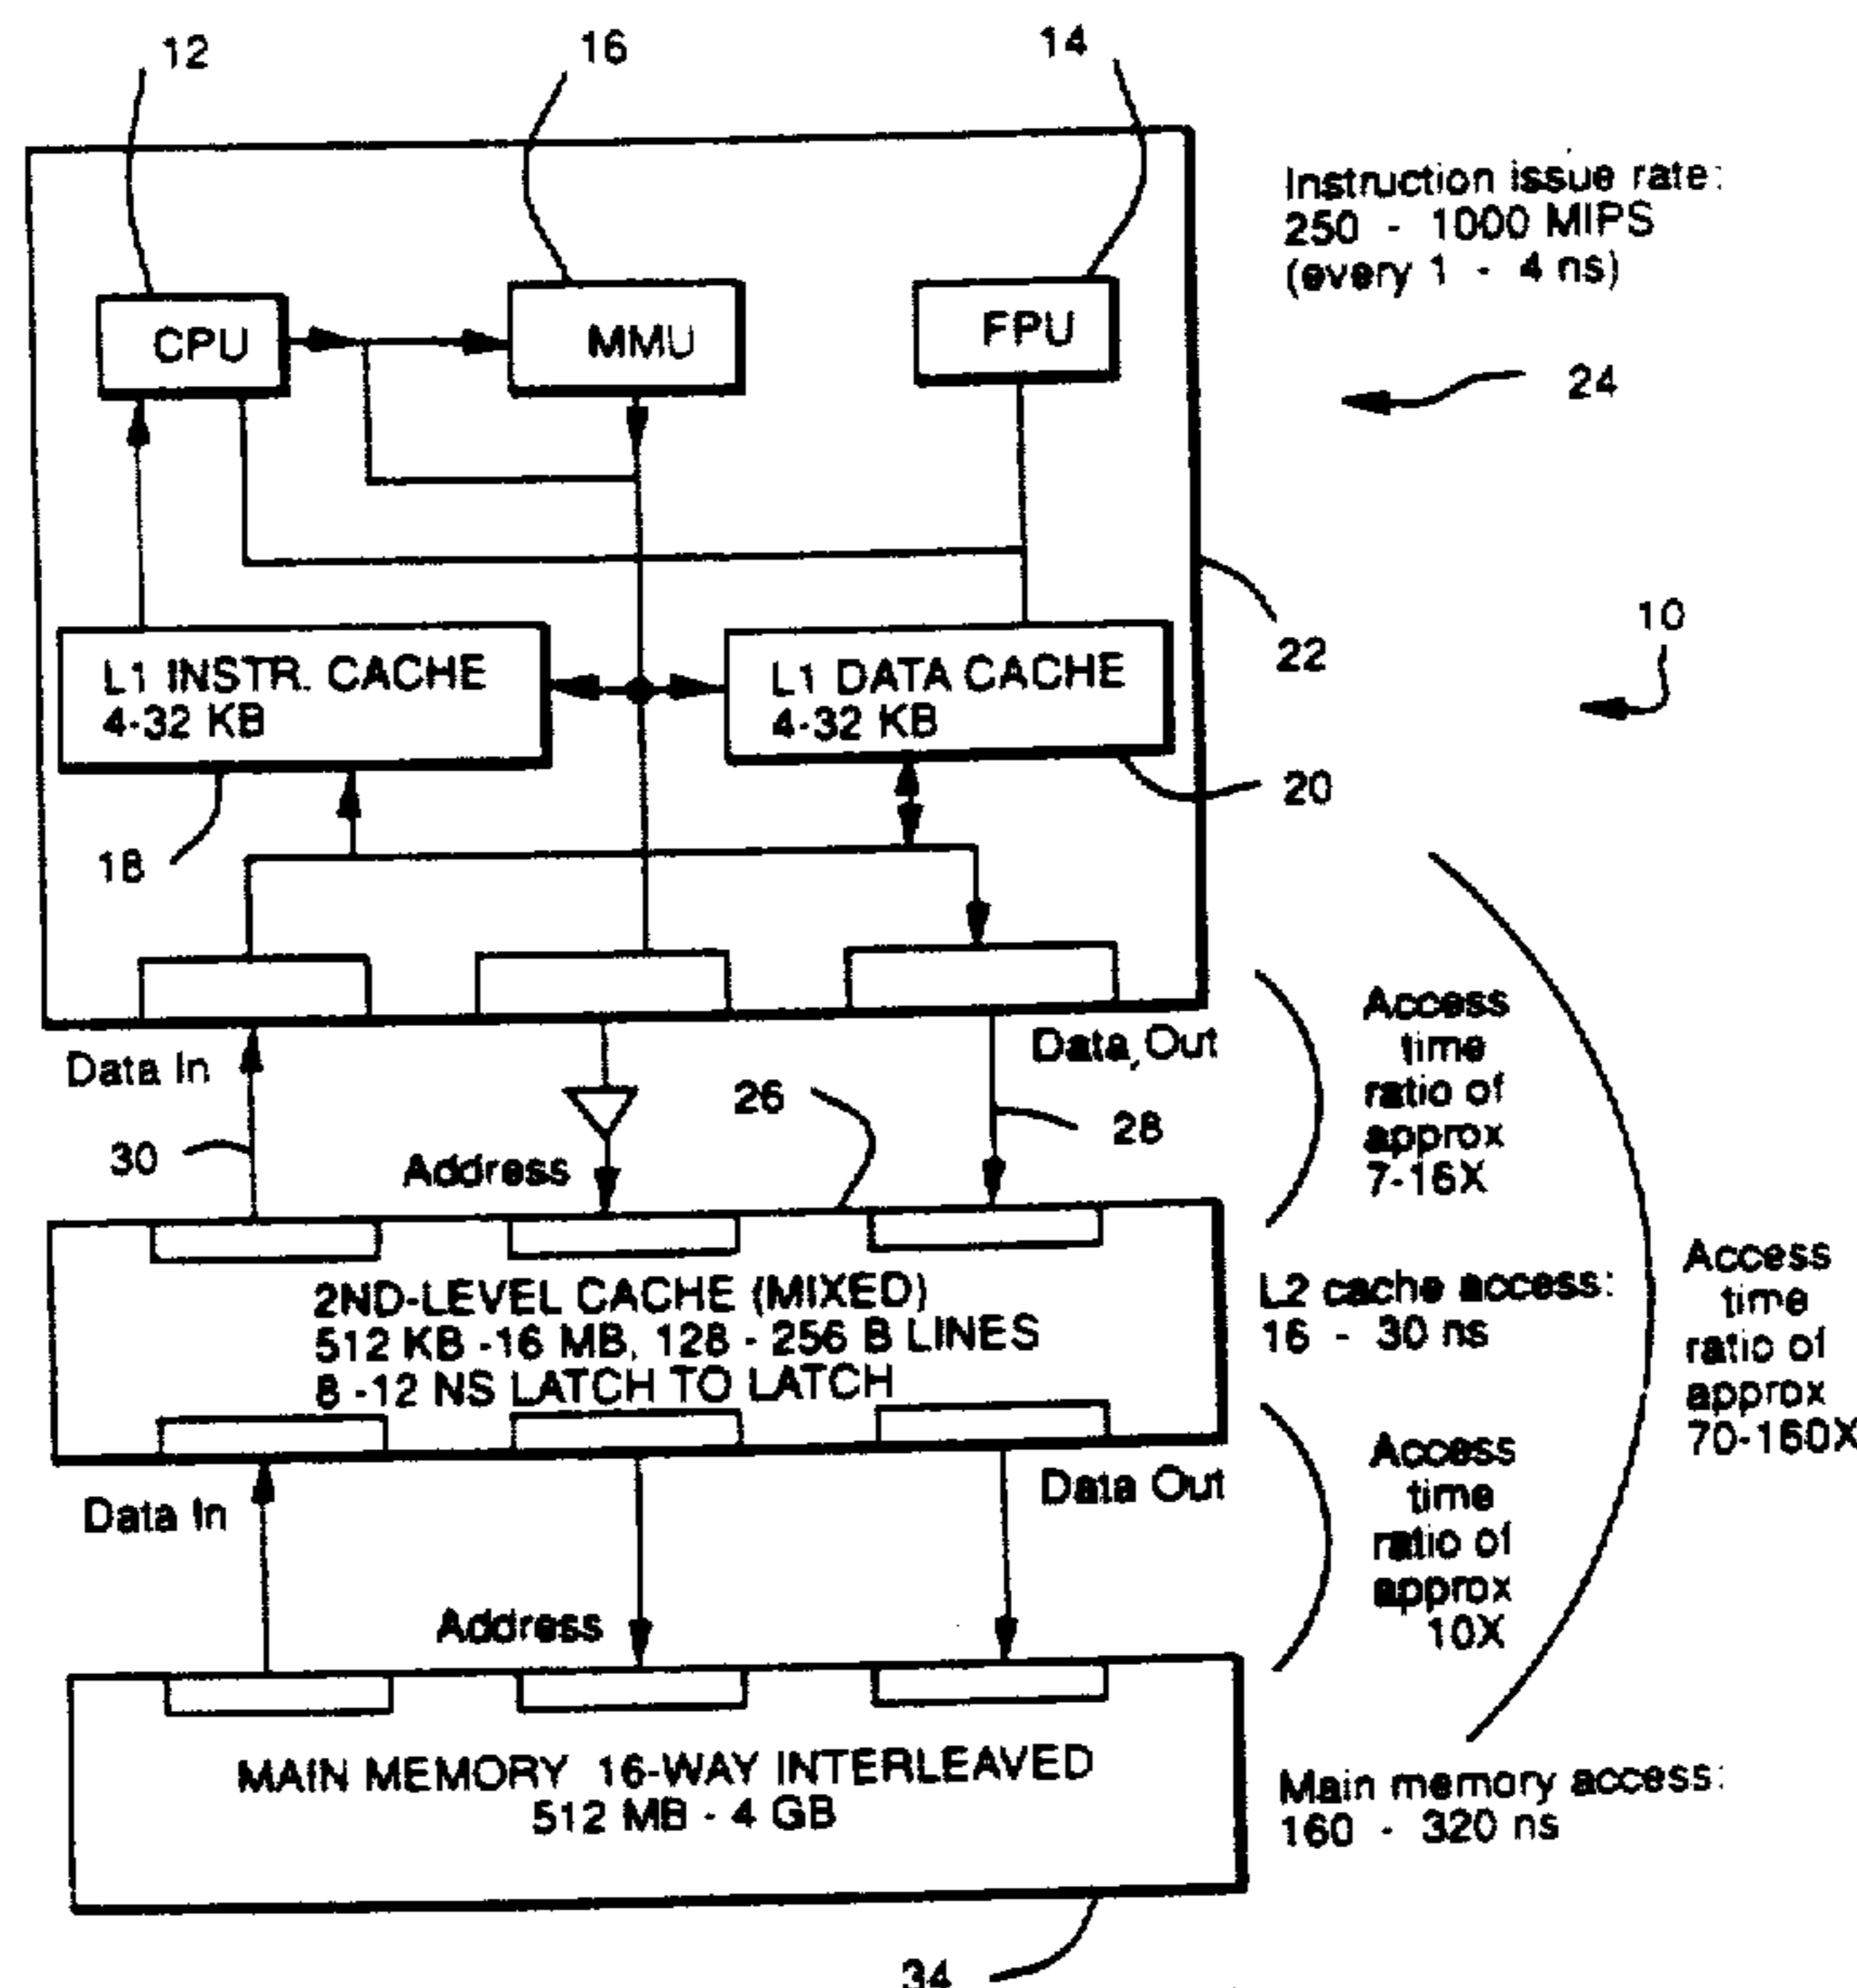 12
16
14
Instruction issue rate:
250 - 1000 MIPS
(every 1 - 4 ns)
CPU
MMU
FPU
24
10
L1 INSTR. CACHE
4-32 KB
L1 DATA CACHE
4-32 KB
22
20
18
Data In
Data Out
Access
time
ratio of
approx
7-16X
30
Address
26
28
2ND-LEVEL CACHE (MIXED)
512 KB -16 MB, 128 - 256 B LINES
8 -12 NS LATCH TO LATCH
L2 cache access:
16 - 30 ns
Access
time
ratio of
approx
70-160X
Data In
Data Out
Address
Access
time
ratio of
approx
10X
MAIN MEMORY 16-WAY INTERLEAVED
512 MB - 4 GB
Main memory access:
160 - 320 ns
34